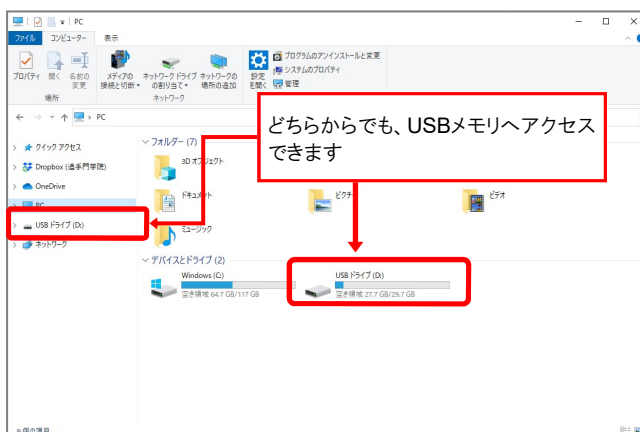 PC
ファイル コンピューター 表示
プロパティ 開く 名前の変更 メディアの接続と切断 ネットワーク ドライブの割り当て ネットワークの場所の追加 設定を開く
プログラムのアンインストールと変更
システムのプロパティ
管理
場所 ネットワーク
PC
どちらからでも、USBメモリへアクセス
できます
クイック アクセス
Dropbox (追手門学院)
OneDrive
PC
USB ドライブ (D:)
ネットワーク
フォルダー (7)
3D オブジェクト
ドキュメント
ピクチ
ビデオ
ミュージック
デバイスとドライブ (2)
Windows (C:)
空き領域 64.7 GB/117 GB
USB ドライブ (D:)
空き領域 27.7 GB/29.7 GB
9 個の項目